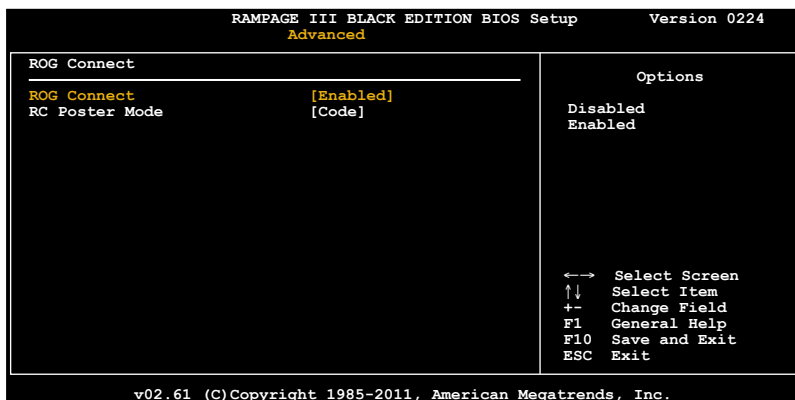 RAMPAGE III BLACK EDITION BIOS Setup Version 0224
Advanced
ROG Connect
ROG Connect [Enabled]
RC Poster Mode [Code]
Options
Disabled
Enabled
←→ Select Screen
↑↓ Select Item
+- Change Field
F1 General Help
F10 Save and Exit
ESC Exit
v02.61 (C)Copyright 1985-2011, American Megatrends, Inc.